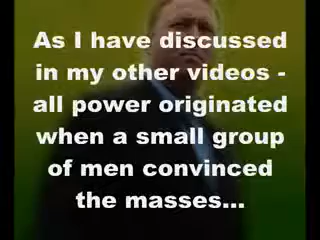 As I have discussed
in my other videos -
all power originated
when a small group
of men convinced
the masses...